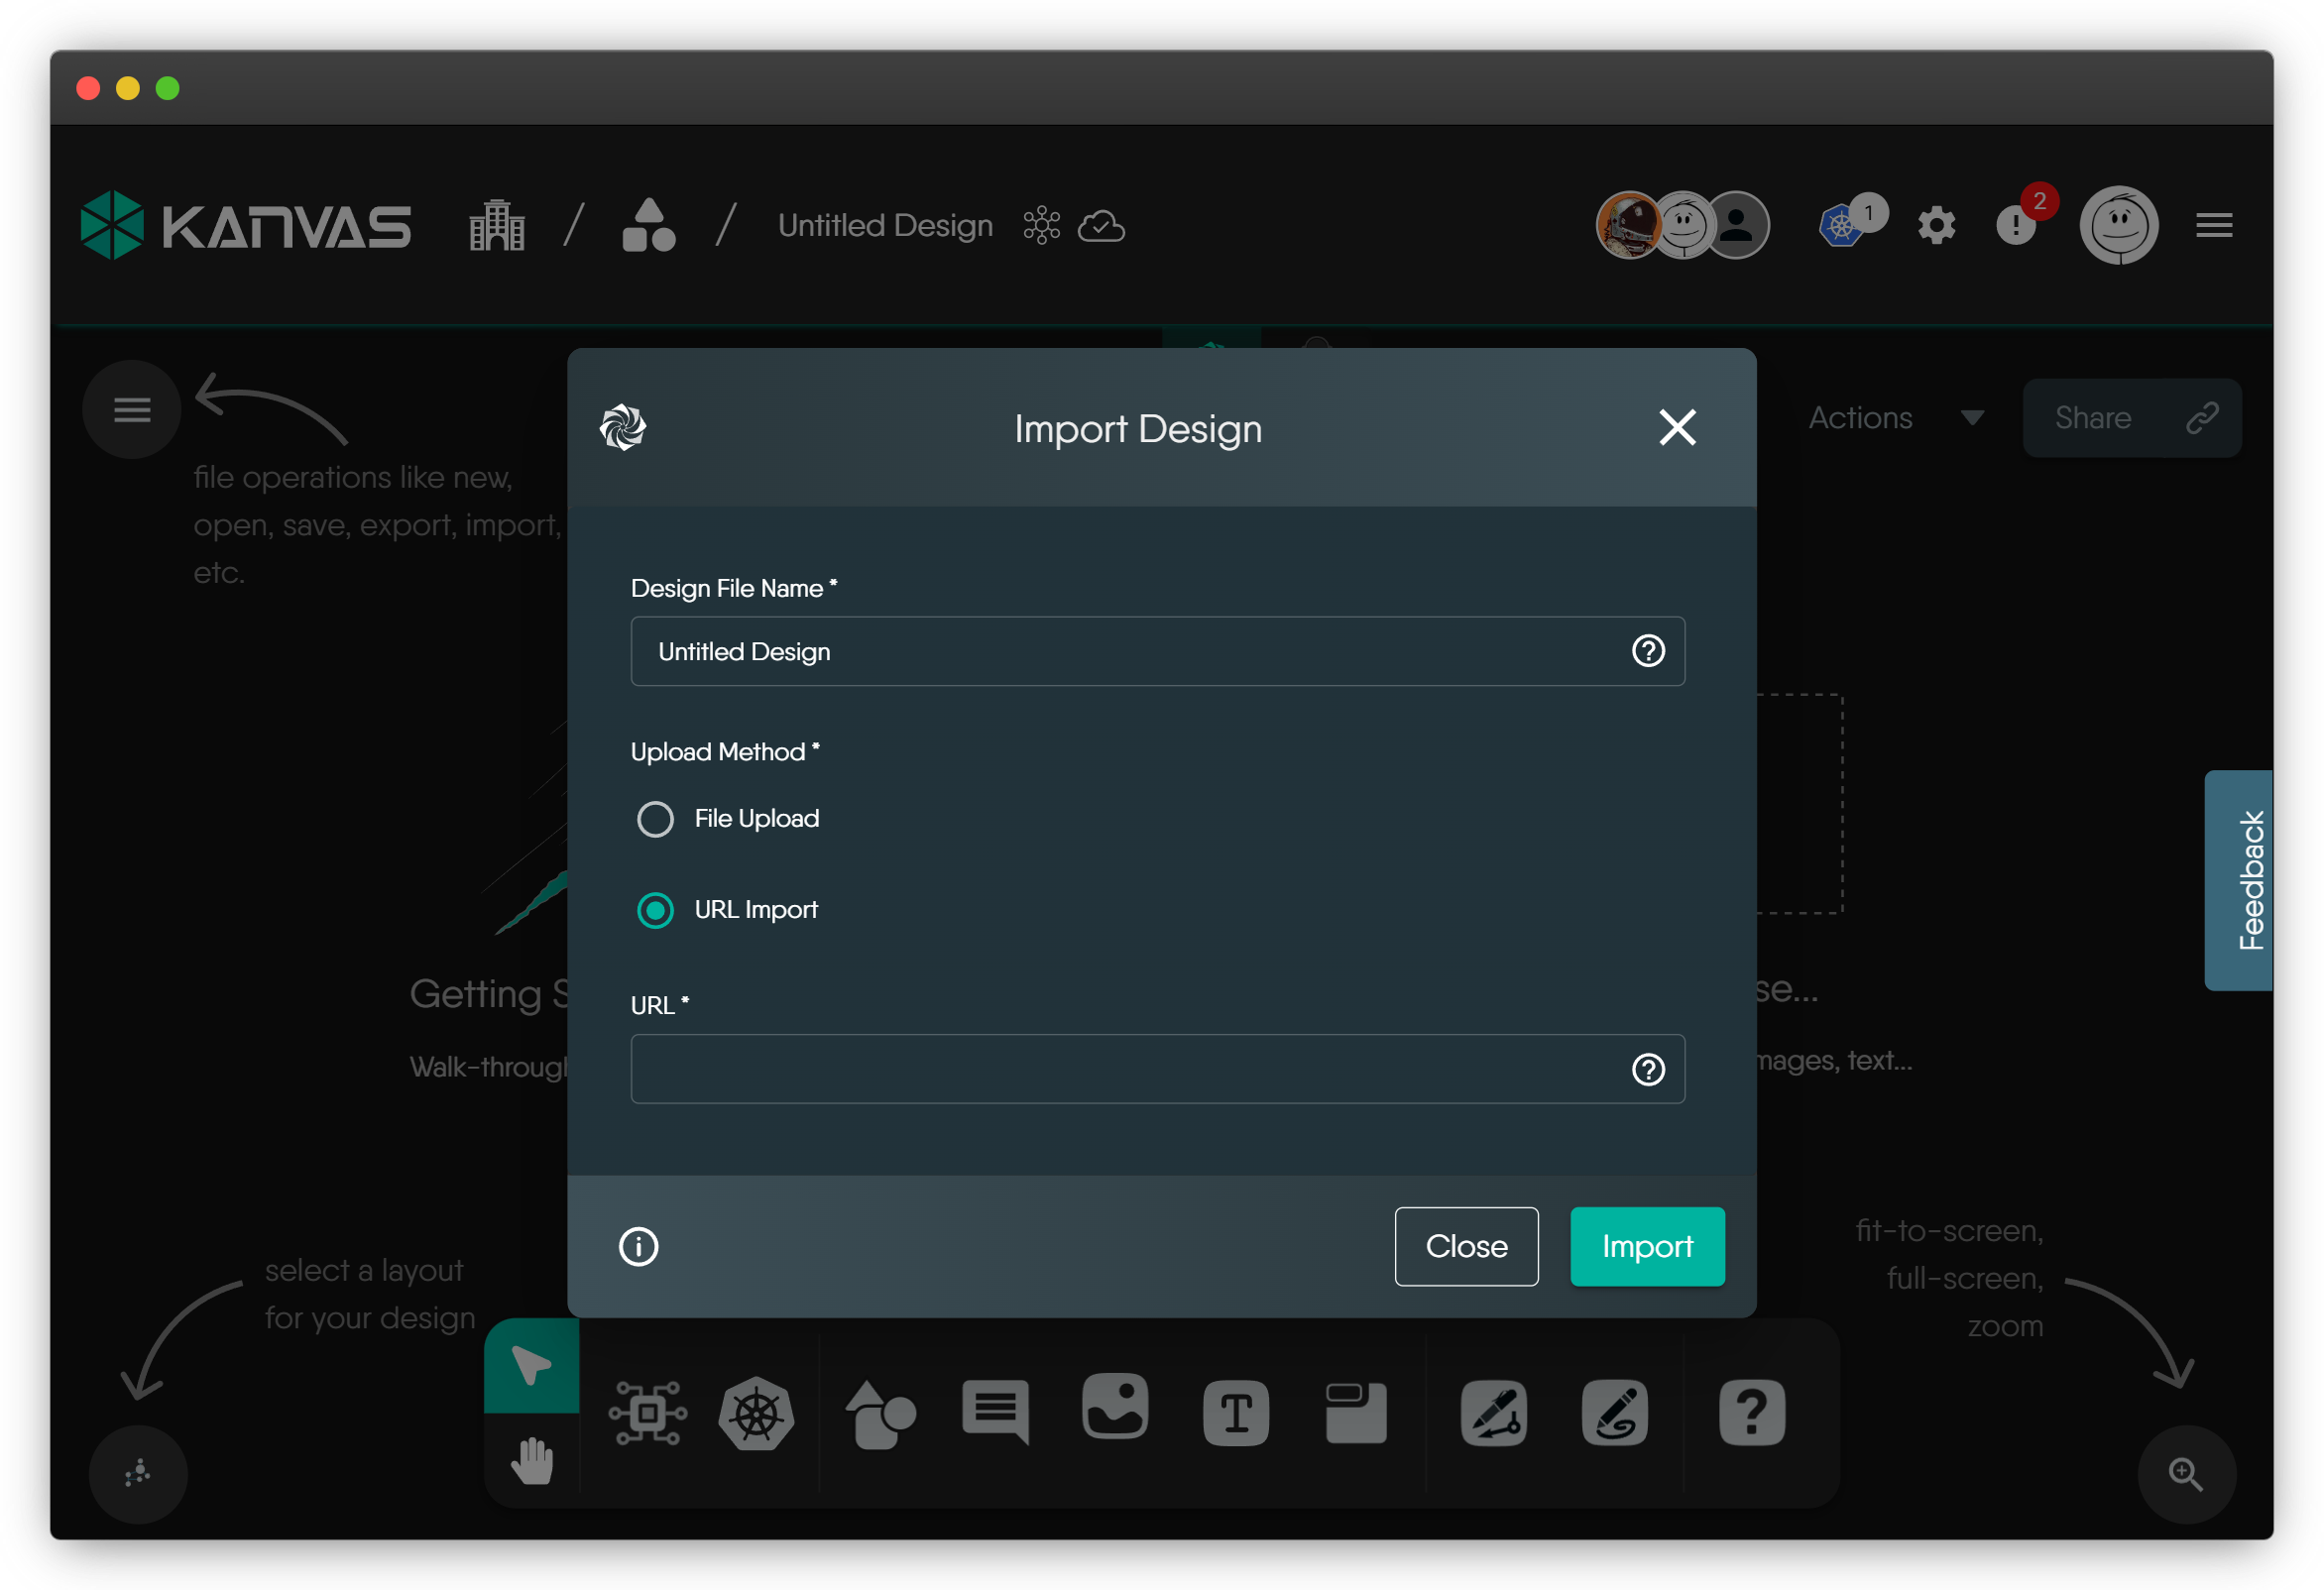 KANVAS
/
/
Untitled Design
1
2
file operations like new,
open, save, export, import,
etc.
Actions
Share
Import Design
Design File Name *
Untitled Design
Upload Method *
File Upload
URL Import
URL *
Close
Import
Getting S
Walk-through
se...
mages, text...
Feedback
select a layout
for your design
fit-to-screen,
full-screen,
zoom
T
?